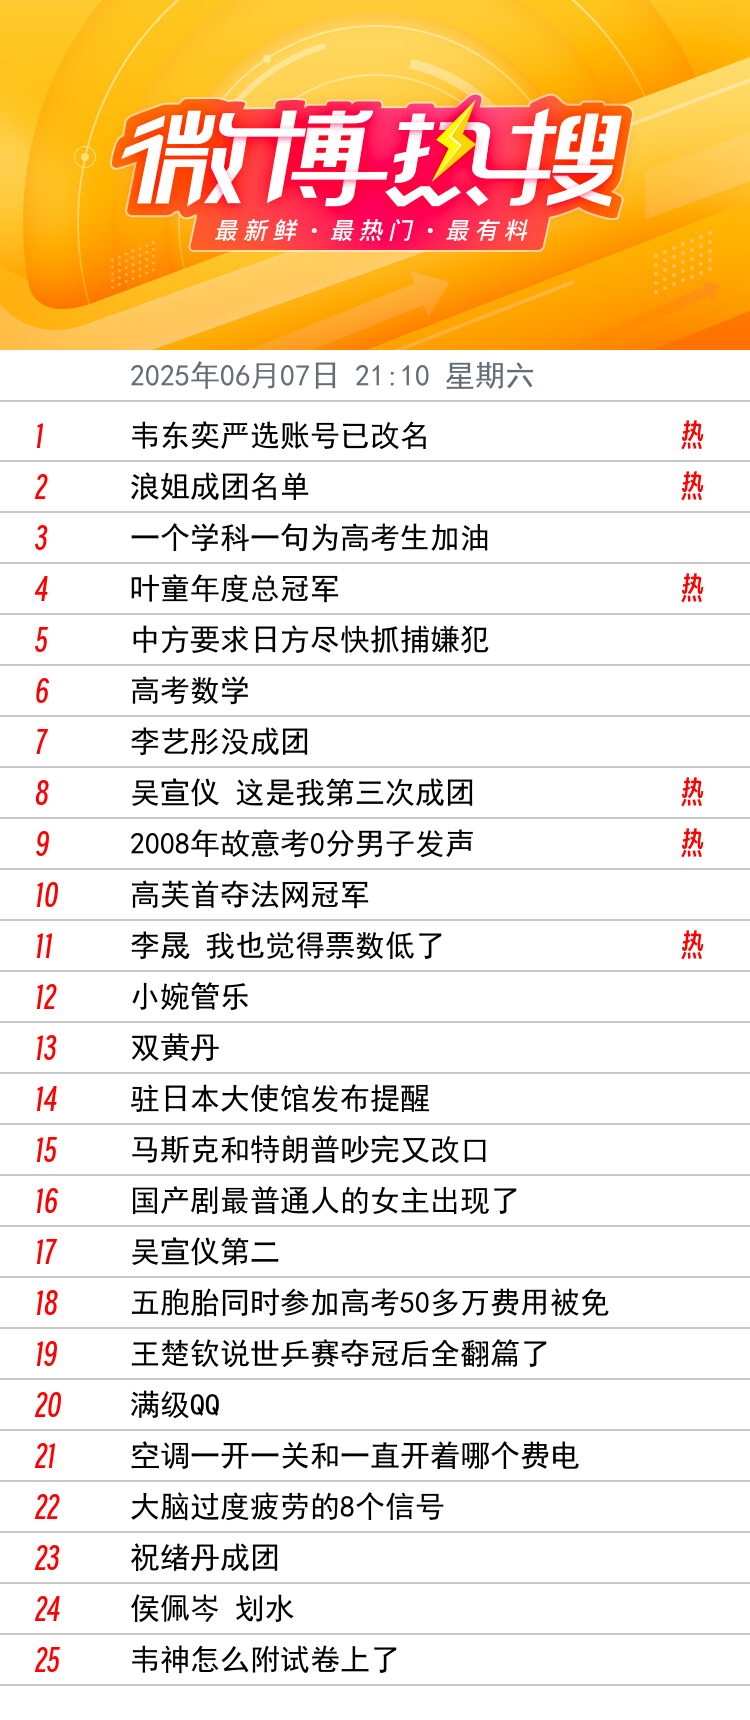 微博热搜
最新鲜·最热门·最有料
2025年06月07日 21:10 星期六
1 韦东奕严选账号已改名 热
2 浪姐成团名单 热
3 一个学科一句为高考生加油
4 叶童年度总冠军 热
5 中方要求日方尽快抓捕嫌犯
6 高考数学
7 李艺彤没成团
8 吴宣仪 这是我第三次成团 热
9 2008年故意考0分男子发声 热
10 高芙首夺法网冠军
11 李晟 我也觉得票数低了 热
12 小婉管乐
13 双黄丹
14 驻日本大使馆发布提醒
15 马斯克和特朗普吵完又改口
16 国产剧最普通人的女主出现了
17 吴宣仪第二
18 五胞胎同时参加高考50多万费用被免
19 王楚钦说世乒赛夺冠后全翻篇了
20 满级QQ
21 空调一开一关和一直开着哪个费电
22 大脑过度疲劳的8个信号
23 祝绪丹成团
24 侯佩岑 划水
25 韦神怎么附试卷上了